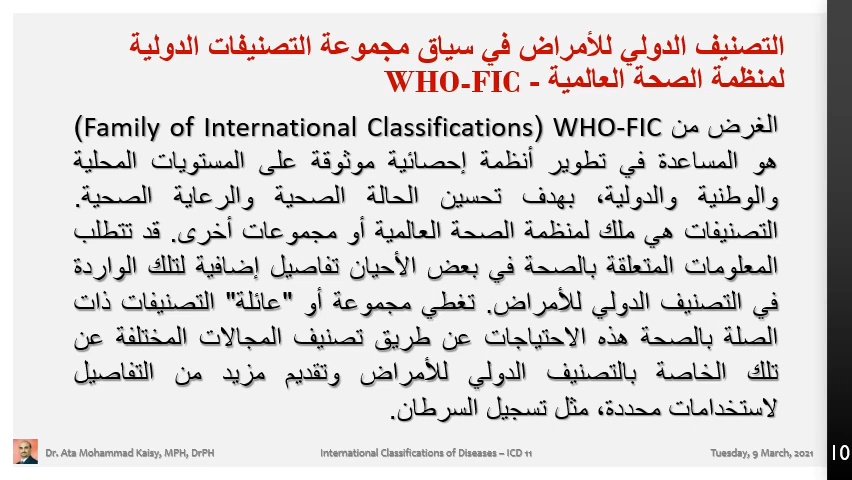 التصنيف الدولي للأمراض في سياق مجموعة التصنيفات الدولية
لمنظمة الصحة العالمية - WHO-FIC
الغرض من WHO-FIC (Family of International Classifications)
هو المساعدة في تطوير أنظمة إحصائية موثوقة على المستويات المحلية
والوطنية والدولية، بهدف تحسين الحالة الصحية والرعاية الصحية.
التصنيفات هي ملك لمنظمة الصحة العالمية أو مجموعات أخرى. قد تتطلب
المعلومات المتعلقة بالصحة في بعض الأحيان تفاصيل إضافية لتلك الواردة
في التصنيف الدولي للأمراض. تغطي مجموعة أو "عائلة" التصنيفات ذات
الصلة بالصحة هذه الاحتياجات عن طريق تصنيف المجالات المختلفة عن
تلك الخاصة بالتصنيف الدولي للأمراض وتقديم مزيد من التفاصيل
لاستخدامات محددة، مثل تسجيل السرطان.
Dr. Ata Mohammad Kaisy, MPH, DrPH
International Classifications of Diseases – ICD 11
Tuesday, 9 March, 2021
10